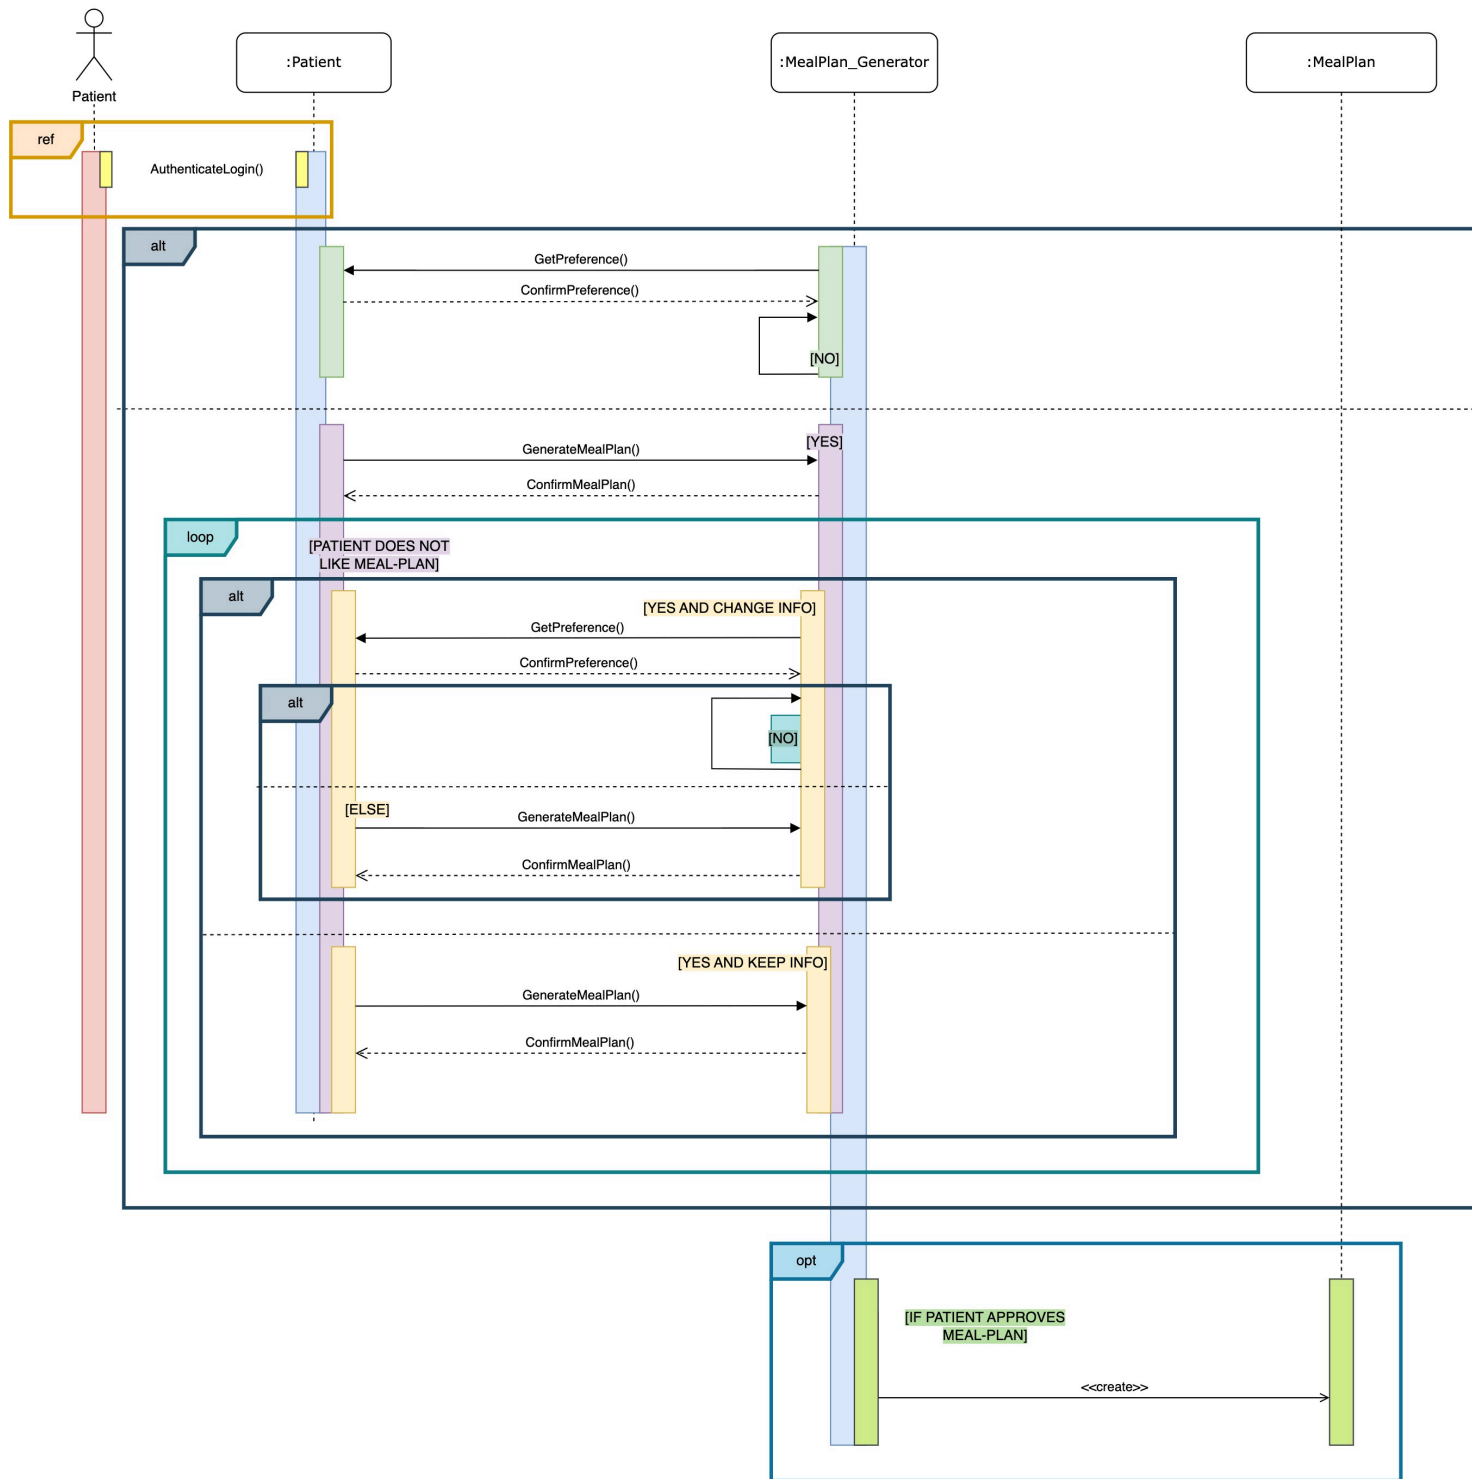 Patient
:Patient
:MealPlan_Generator
:MealPlan
ref
AuthenticateLogin()
alt
GetPreference()
ConfirmPreference()
[NO]
[YES]
GenerateMealPlan()
ConfirmMealPlan()
loop
[PATIENT DOES NOT
LIKE MEAL-PLAN]
alt
[YES AND CHANGE INFO]
GetPreference()
ConfirmPreference()
alt
[NO]
[ELSE]
GenerateMealPlan()
ConfirmMealPlan()
[YES AND KEEP INFO]
GenerateMealPlan()
ConfirmMealPlan()
opt
[IF PATIENT APPROVES
MEAL-PLAN]
<<create>>